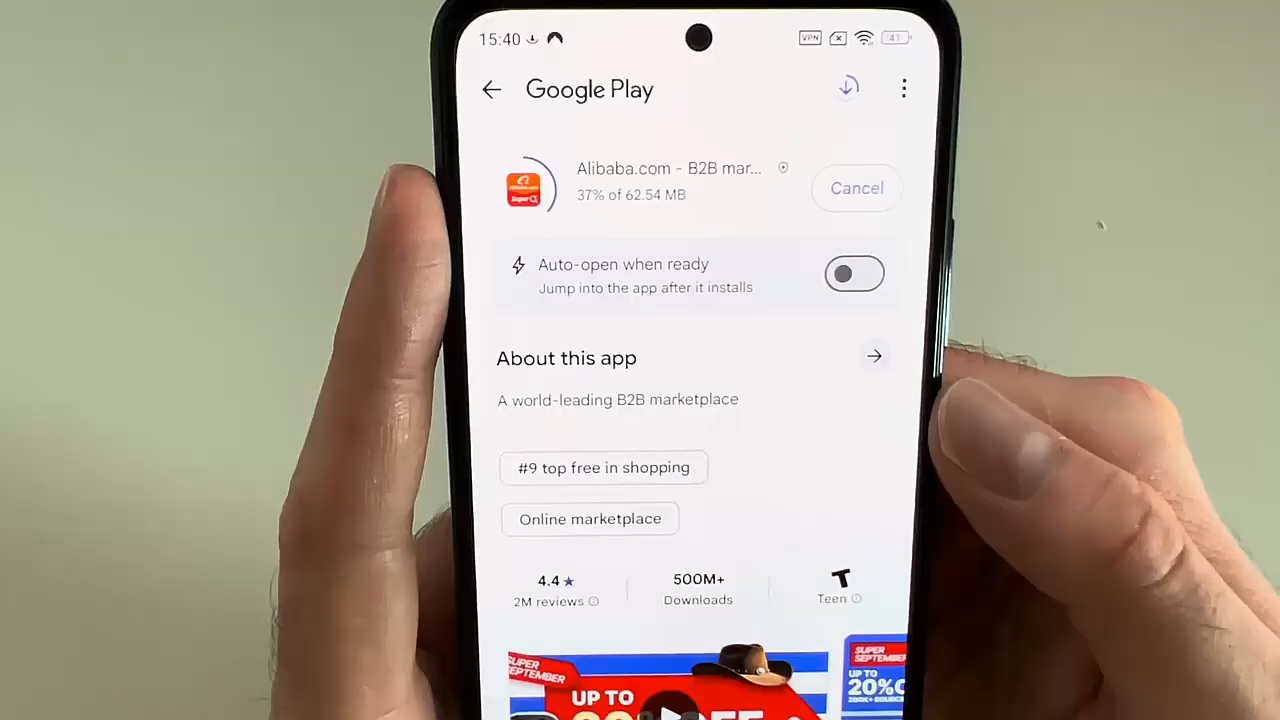 15:40
VPN
41
Google Play
Alibaba.com - B2B mar...
37% of 62.54 MB
Cancel
Auto-open when ready
Jump into the app after it installs
About this app
A world-leading B2B marketplace
#9 top free in shopping
Online marketplace
4.4★
500M+
T
2M reviews
Downloads
Teen
SUPER
SEPTEMBER
UP TO
SUPER
SEPTEMBER
UP TO
20%